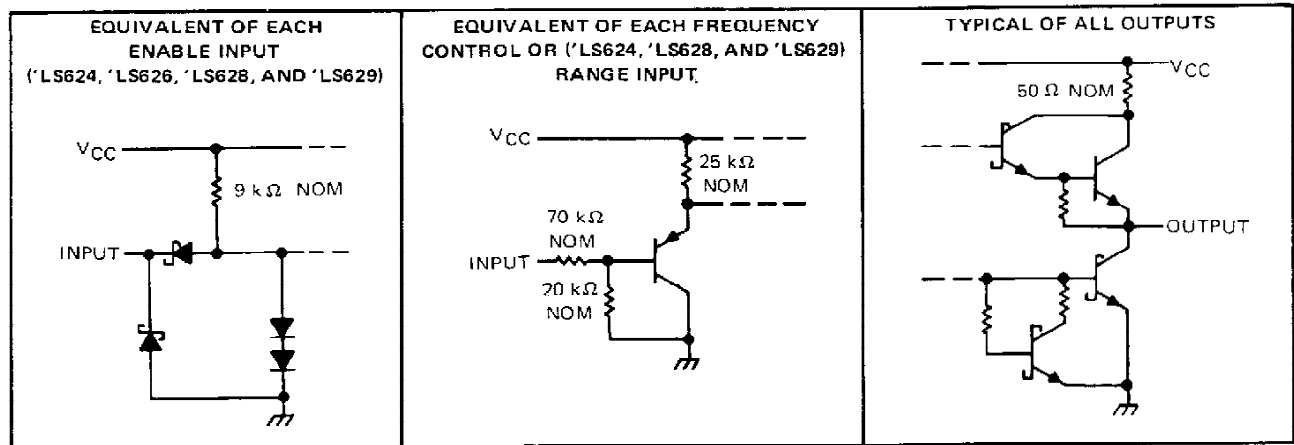 EQUIVALENT OF EACH
ENABLE INPUT
('LS624, 'LS626, 'LS628, AND 'LS629)
VCC
9 kΩ NOM
INPUT
EQUIVALENT OF EACH FREQUENCY
CONTROL OR ('LS624, 'LS628, AND 'LS629)
RANGE INPUT
VCC
25 kΩ
NOM
70 kΩ
NOM
INPUT
20 kΩ
NOM
TYPICAL OF ALL OUTPUTS
VCC
50 Ω NOM
OUTPUT